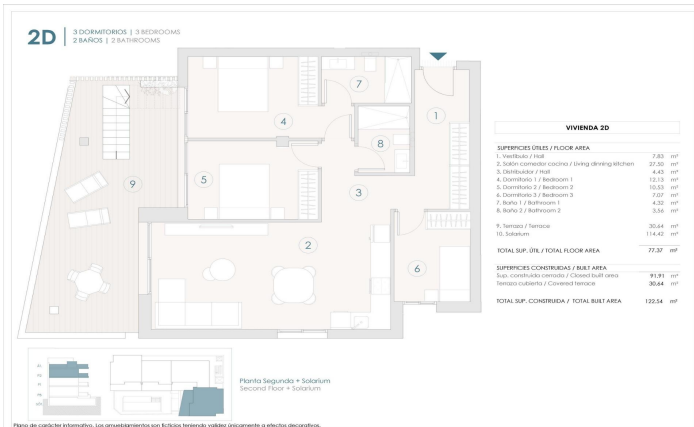 2D
3 DORMITORIOS | 3 BEDROOMS
2 BAÑOS | 2 BATHROOMS
7
1
4
8
5
9
3
2
6
VIVIENDA 2D
SUPERFICIES ÚTILES / FLOOR AREA
1. Vestíbulo / Hall 7.83 m²
2. Salón comedor cocina / Living dinning kitchen 27.50 m²
3. Distribuidor / Hall 4.43 m²
4. Dormitorio 1 / Bedroom 1 12,13 m²
5. Dormitorio 2 / Bedroom 2 10,53 m²
6. Dormitorio 3 / Bedroom 3 7,07 m²
7. Baño 1 / Bathroom 1 4,32 m²
8. Baño 2 / Bathroom 2 3,56 m²
9. Terraza / Terrace 30,64 m²
10. Solarium 114,42 m²
TOTAL SUP. ÚTIL / TOTAL FLOOR AREA 77.37 m²
SUPERFICIES CONSTRUIDAS / BUILT AREA
Sup. construida cerrada / Closed built area 91,91 m²
Terraza cubierta / Covered terrace 30,64 m²
TOTAL SUP. CONSTRUIDA / TOTAL BUILT AREA 122,54 m²
Planta Segunda + Solarium
Second Floor + Solarium
Plano de carácter informativo. Los amueblamientos son ficticios teniendo validez únicamente a efectos decorativos.